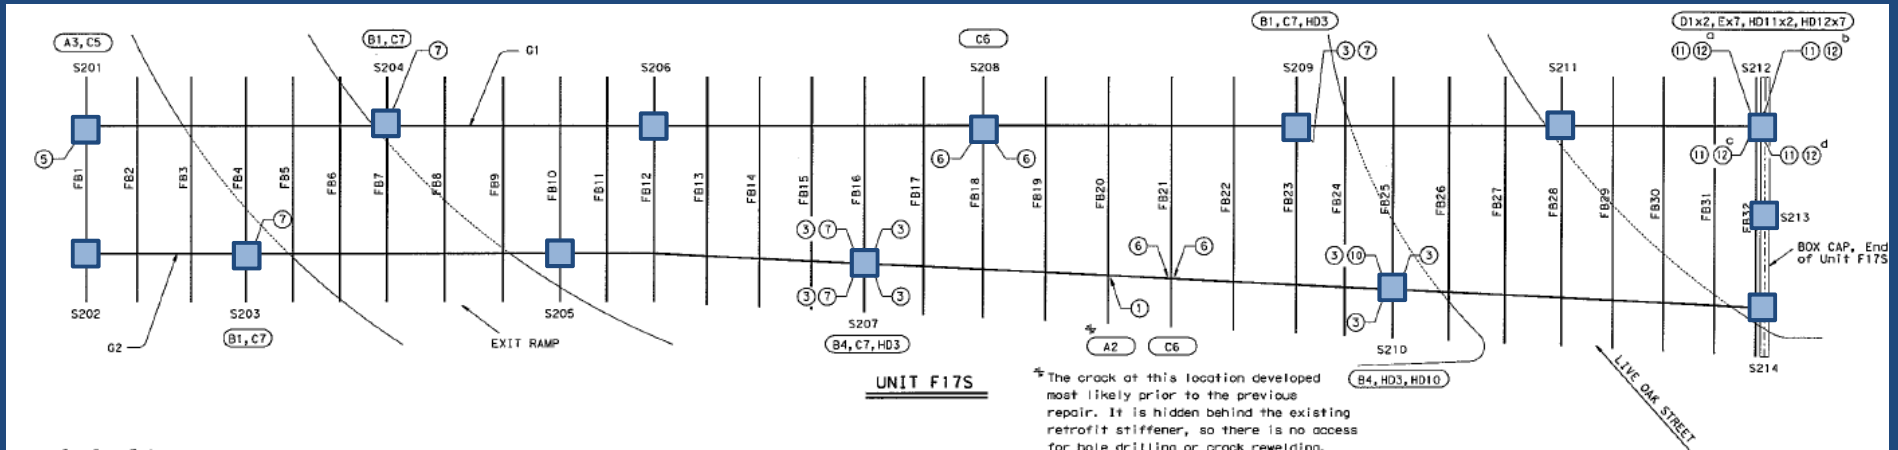 A3, C5
B1, C7
C6
B1, C7, HD3
D1x2, Ex7, HD11x2, HD12x7
S201
S204
7
G1
S206
S208
3 7
S209
S211
a
11 12
S212
b
11 12
5
6
6
c
11 12
d
11 12
FB1
FB2
FB3
FB4
FB5
FB6
FB7
FB8
FB9
FB10
FB11
FB12
FB13
FB14
FB15
FB16
FB17
FB18
FB19
FB20
FB21
FB22
FB23
FB24
FB25
FB26
FB27
FB28
FB29
FB30
FB31
FB32
7
3 7
3
6
6
3 10
3
S213
BOX CAP, End
of Unit F17S
3 7
3
1
3
S202
G2
S203
B1, C7
EXIT RAMP
S205
S207
B4, C7, HD3
A2
C6
S210
B4, HD3, HD10
S214
LIVE OAK STREET
UNIT F17S
* The crack at this location developed
most likely prior to the previous
repair. It is hidden behind the existing
retrofit stiffener, so there is no access
for hole drilling or crack rewelding.